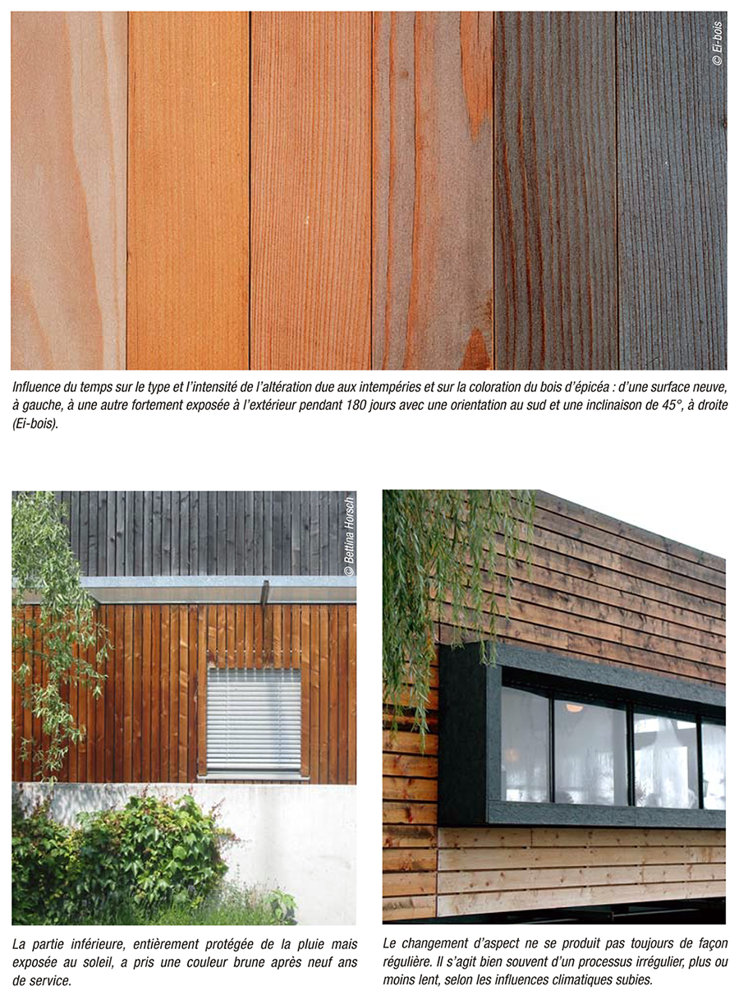 © Ei-bois
Influence du temps sur le type et l'intensité de l'altération due aux intempéries et sur la coloration du bois d'épicéa : d'une surface neuve,
à gauche, à une autre fortement exposée à l'extérieur pendant 180 jours avec une orientation au sud et une inclinaison de 45°, à droite
(Ei-bois).
© Bettina Horsch
La partie inférieure, entièrement protégée de la pluie mais
exposée au soleil, a pris une couleur brune après neuf ans
de service.
Le changement d'aspect ne se produit pas toujours de façon
régulière. Il s'agit bien souvent d'un processus irrégulier, plus ou
moins lent, selon les influences climatiques subies.